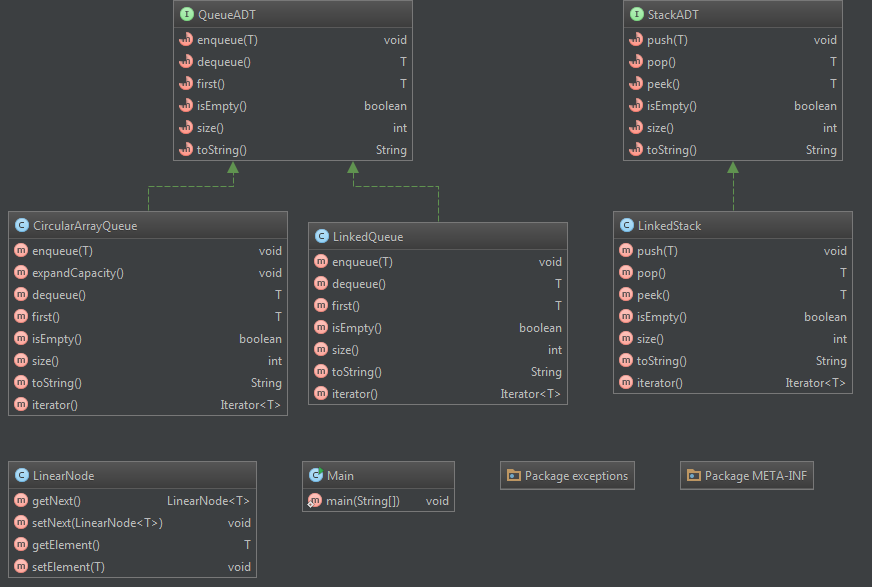 QueueADT
enqueue(T) void
dequeue() T
first() T
isEmpty() boolean
size() int
toString() String
StackADT
push(T) void
pop() T
peek() T
isEmpty() boolean
size() int
toString() String
CircularArrayQueue
enqueue(T) void
expandCapacity() void
dequeue() T
first() T
isEmpty() boolean
size() int
toString() String
iterator() Iterator<T>
LinkedQueue
enqueue(T) void
dequeue() T
first() T
isEmpty() boolean
size() int
toString() String
iterator() Iterator<T>
LinkedStack
push(T) void
pop() T
peek() T
isEmpty() boolean
size() int
toString() String
iterator() Iterator<T>
LinearNode
getNext() LinearNode<T>
setNext(LinearNode<T>) void
getElement() T
setElement(T) void
Main
main(String[]) void
Package exceptions
Package META-INF